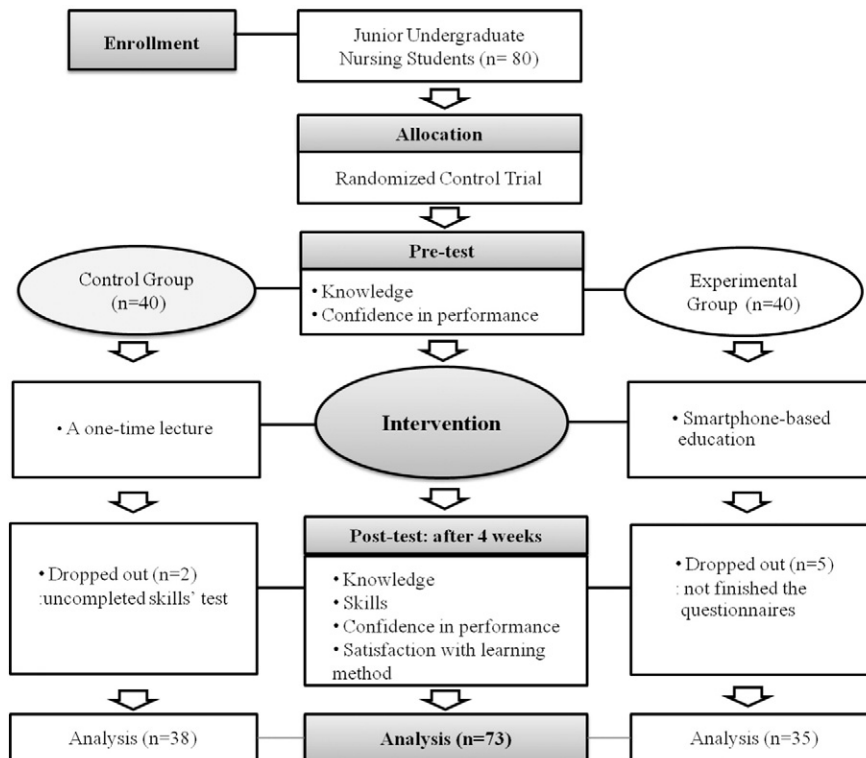 Enrollment
Junior Undergraduate
Nursing Students (n= 80)
Allocation
Randomized Control Trial
Pre-test
• Knowledge
• Confidence in performance
Control Group
(n=40)
Experimental
Group (n=40)
• A one-time lecture
Intervention
• Smartphone-based
education
• Dropped out (n=2)
:uncompleted skills’ test
Post-test: after 4 weeks
• Knowledge
• Skills
• Confidence in performance
• Satisfaction with learning
method
• Dropped out (n=5)
: not finished the
questionnaires
Analysis (n=38)
Analysis (n=73)
Analysis (n=35)